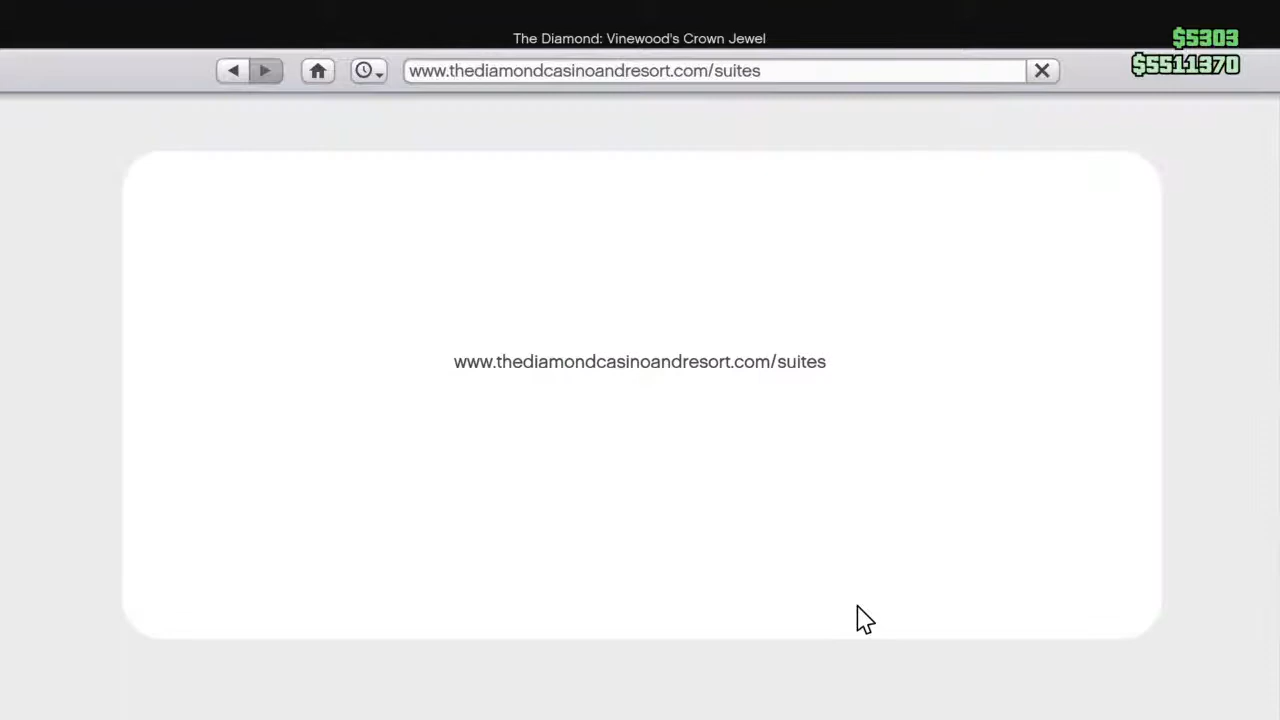 The Diamond: Vinewood's Crown Jewel
$5303
www.thediamondcasinoandresort.com/suites
$5511370
www.thediamondcasinoandresort.com/suites